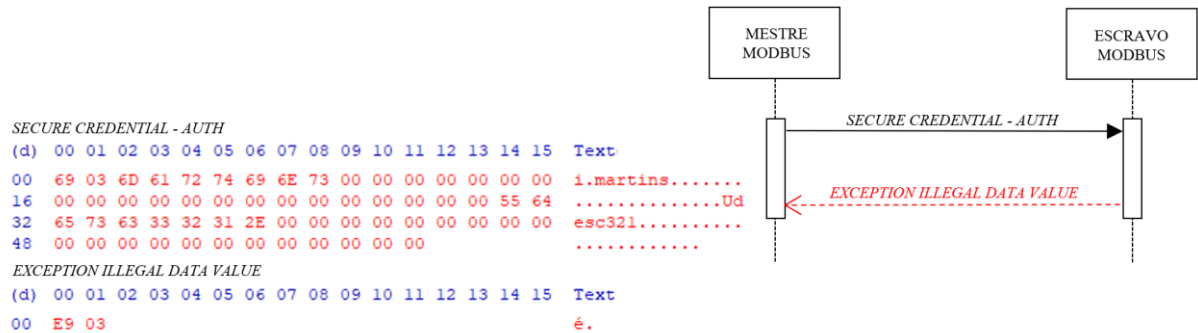 MESTRE
MODBUS
ESCRAVO
MODBUS
SECURE CREDENTIAL - AUTH
EXCEPTION ILLEGAL DATA VALUE
SECURE CREDENTIAL - AUTH
(d) 00 01 02 03 04 05 06 07 08 09 10 11 12 13 14 15 Text
00 69 03 6D 61 72 74 69 6E 73 00 00 00 00 00 00 00 i.martins.......
16 00 00 00 00 00 00 00 00 00 00 00 00 00 00 55 64 ..............Ud
32 65 73 63 33 32 31 2E 00 00 00 00 00 00 00 00 00 esc321..........
48 00 00 00 00 00 00 00 00 00 00 00 00 ............
EXCEPTION ILLEGAL DATA VALUE
(d) 00 01 02 03 04 05 06 07 08 09 10 11 12 13 14 15 Text
00 E9 03 é.